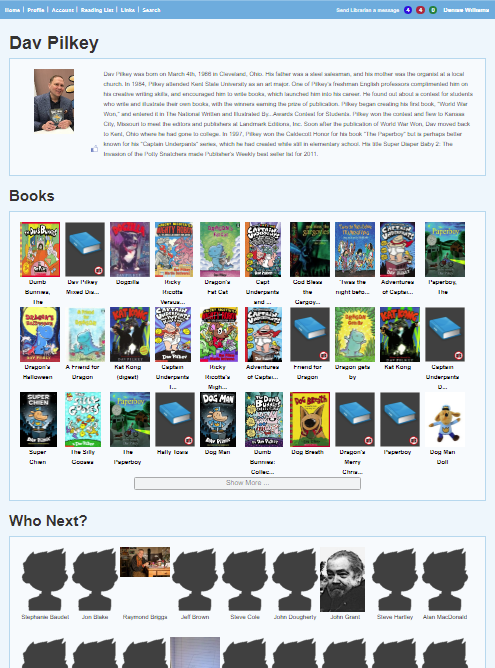 Home | Profile | Account | Reading List | Links | Search
Send Libraries a message 4 4 0 Denise Williams
Dav Pilkey
Dav Pilkey was born on March 4th, 1966 in Cleveland, Ohio. His father was a steel salesman, and his mother was the organist at a local
church. In 1984, Pilkey attended Kent State University as an art major. One of Pilkey's freshman English professors complimented him on
his creative writing skills, and encouraged him to write books, which launched him into his career. He found out about a contest for students
who write and illustrate their own books, with the winners earning the prize of publication. Pilkey began creating his first book, "World War
Won," and entered it in The National Written and Illustrated By...Awards Contest for Students. Pilkey won the contest and flew to Kansas
City, Missouri to meet the editors and publishers at Landmark Editions, Inc. Soon after the publication of World War Won, Dav moved back
to Kent, Ohio where he had gone to college. In 1997, Pilkey won the Caldecott Honor for his book "The Paperboy" but is perhaps better
known for his "Captain Underpants" series, which he had created while still in elementary school. His title Super Diaper Baby 2: The
Invasion of the Potty Snatchers made Publisher's Weekly best seller list for 2011.
Books
Dumb Bunnies, The
Dav Pilkey Mixed Dis...
Dogzilla
Ricky Ricotta Versus...
Dragon's Fat Cat
Capt Underpants and ...
God Bless the Gargoy...
'Twas the night befo...
Adventures of Captai...
Paperboy, The
Dragon's Halloween
A Friend for Dragon
Kat Kong (digest)
Captain Underpants I...
Ricky Ricotta's Migh...
Adventures of Captai...
Friend for Dragon
Dragon gets by
Kat Kong
Captain Underpants D...
Super Chien
The Silly Gooses
The Paperboy
Hally Tosis
Dog Man
Dumb Bunnies: Collec...
Dog Breath
Dragon's Merry Chris...
Paperboy
Dog Man Doll
Show More ...
Who Next?
Stephanie Baudet
Jon Blake
Raymond Briggs
Jeff Brown
Steve Cole
John Dougherty
John Grant
Steve Hartley
Alan MacDonald